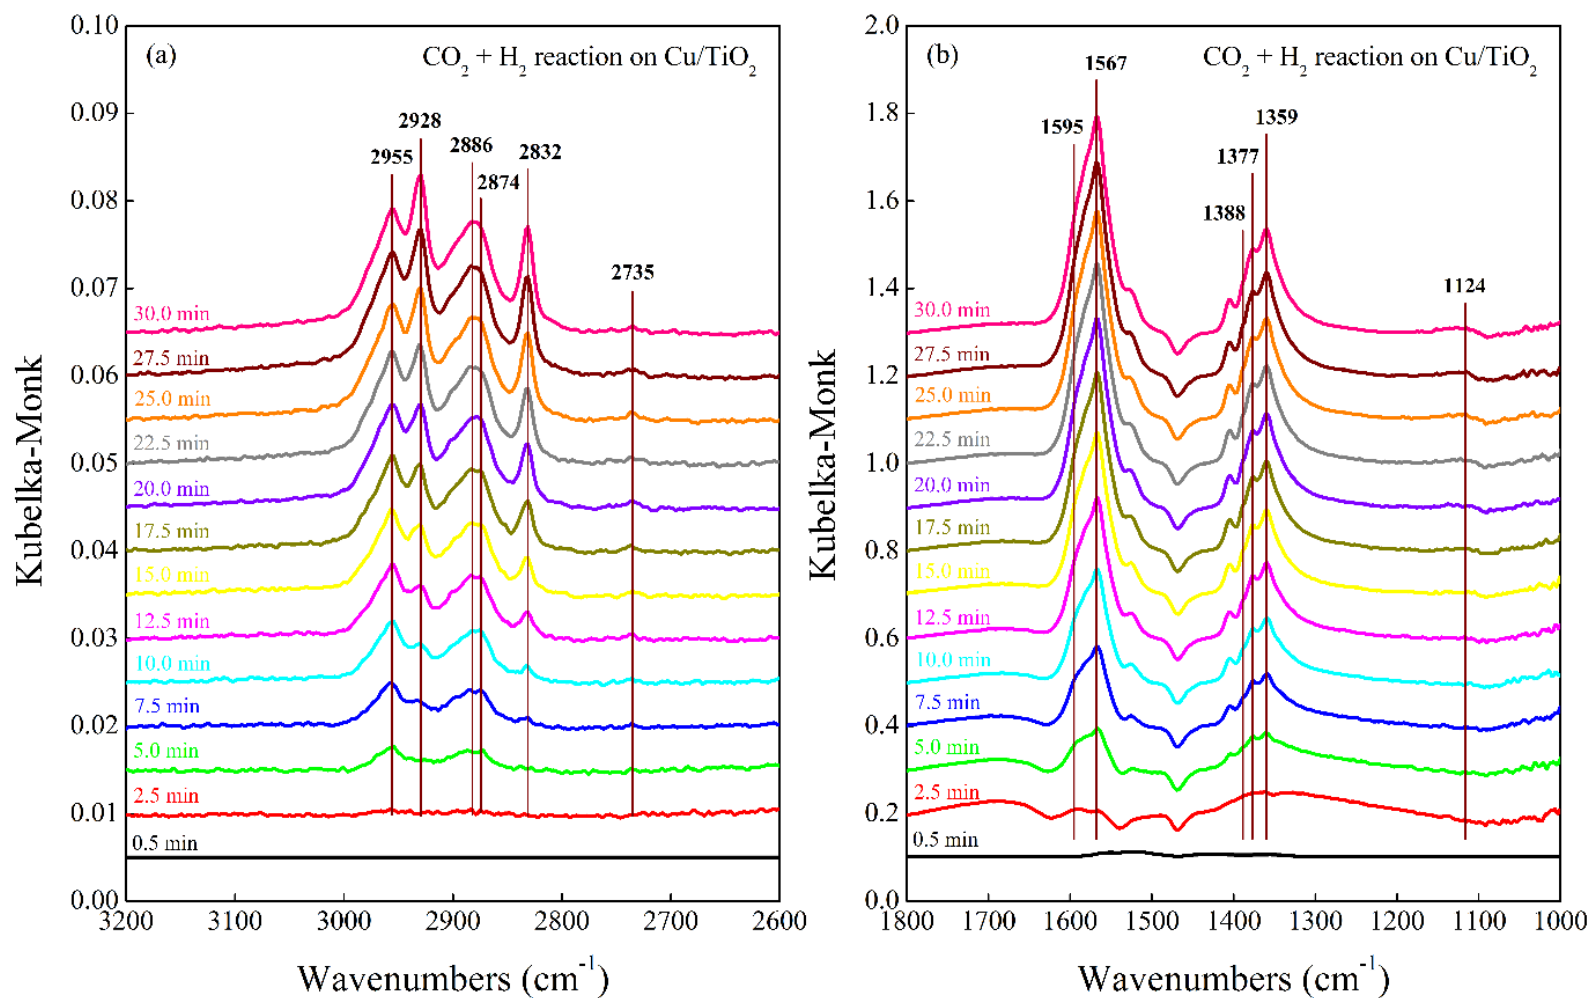 (a)
CO2 + H2 reaction on Cu/TiO2
2955
2928
2886
2874
2832
2735
0.10
0.09
0.08
0.07
0.06
0.05
0.04
0.03
0.02
0.01
0.00
30.0 min
27.5 min
25.0 min
22.5 min
20.0 min
17.5 min
15.0 min
12.5 min
10.0 min
7.5 min
5.0 min
2.5 min
0.5 min
Kubelka-Monk
3200 3100 3000 2900 2800 2700 2600
Wavenumbers (cm-1)
(b)
CO2 + H2 reaction on Cu/TiO2
1595
1567
1388
1377
1359
1124
2.0
1.8
1.6
1.4
1.2
1.0
0.8
0.6
0.4
0.2
0.0
30.0 min
27.5 min
25.0 min
22.5 min
20.0 min
17.5 min
15.0 min
12.5 min
10.0 min
7.5 min
5.0 min
2.5 min
0.5 min
Kubelka-Monk
1800 1700 1600 1500 1400 1300 1200 1100 1000
Wavenumbers (cm-1)